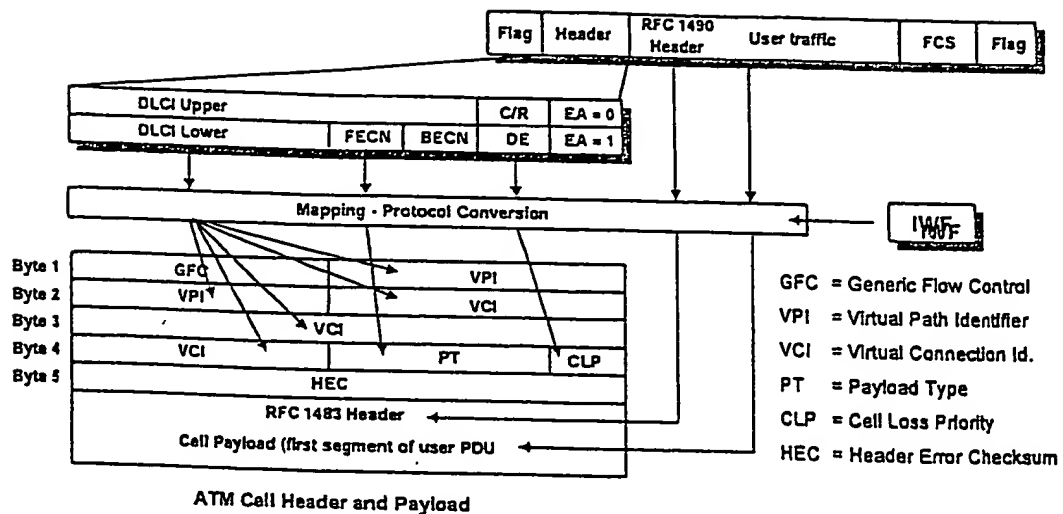 Flag Header RFC 1490 Header User traffic FCS Flag
DLCI Upper C/R EA = 0
DLCI Lower FECN BECN DE EA = 1
Mapping - Protocol Conversion
IWF
Byte 1 GFC VPI
Byte 2 VPI VCI
Byte 3 VCI
Byte 4 VCI PT CLP
Byte 5 HEC
RFC 1483 Header
Cell Payload (first segment of user PDU
ATM Cell Header and Payload
GFC = Generic Flow Control
VPI = Virtual Path Identifier
VCI = Virtual Connection Id.
PT = Payload Type
CLP = Cell Loss Priority
HEC = Header Error Checksum